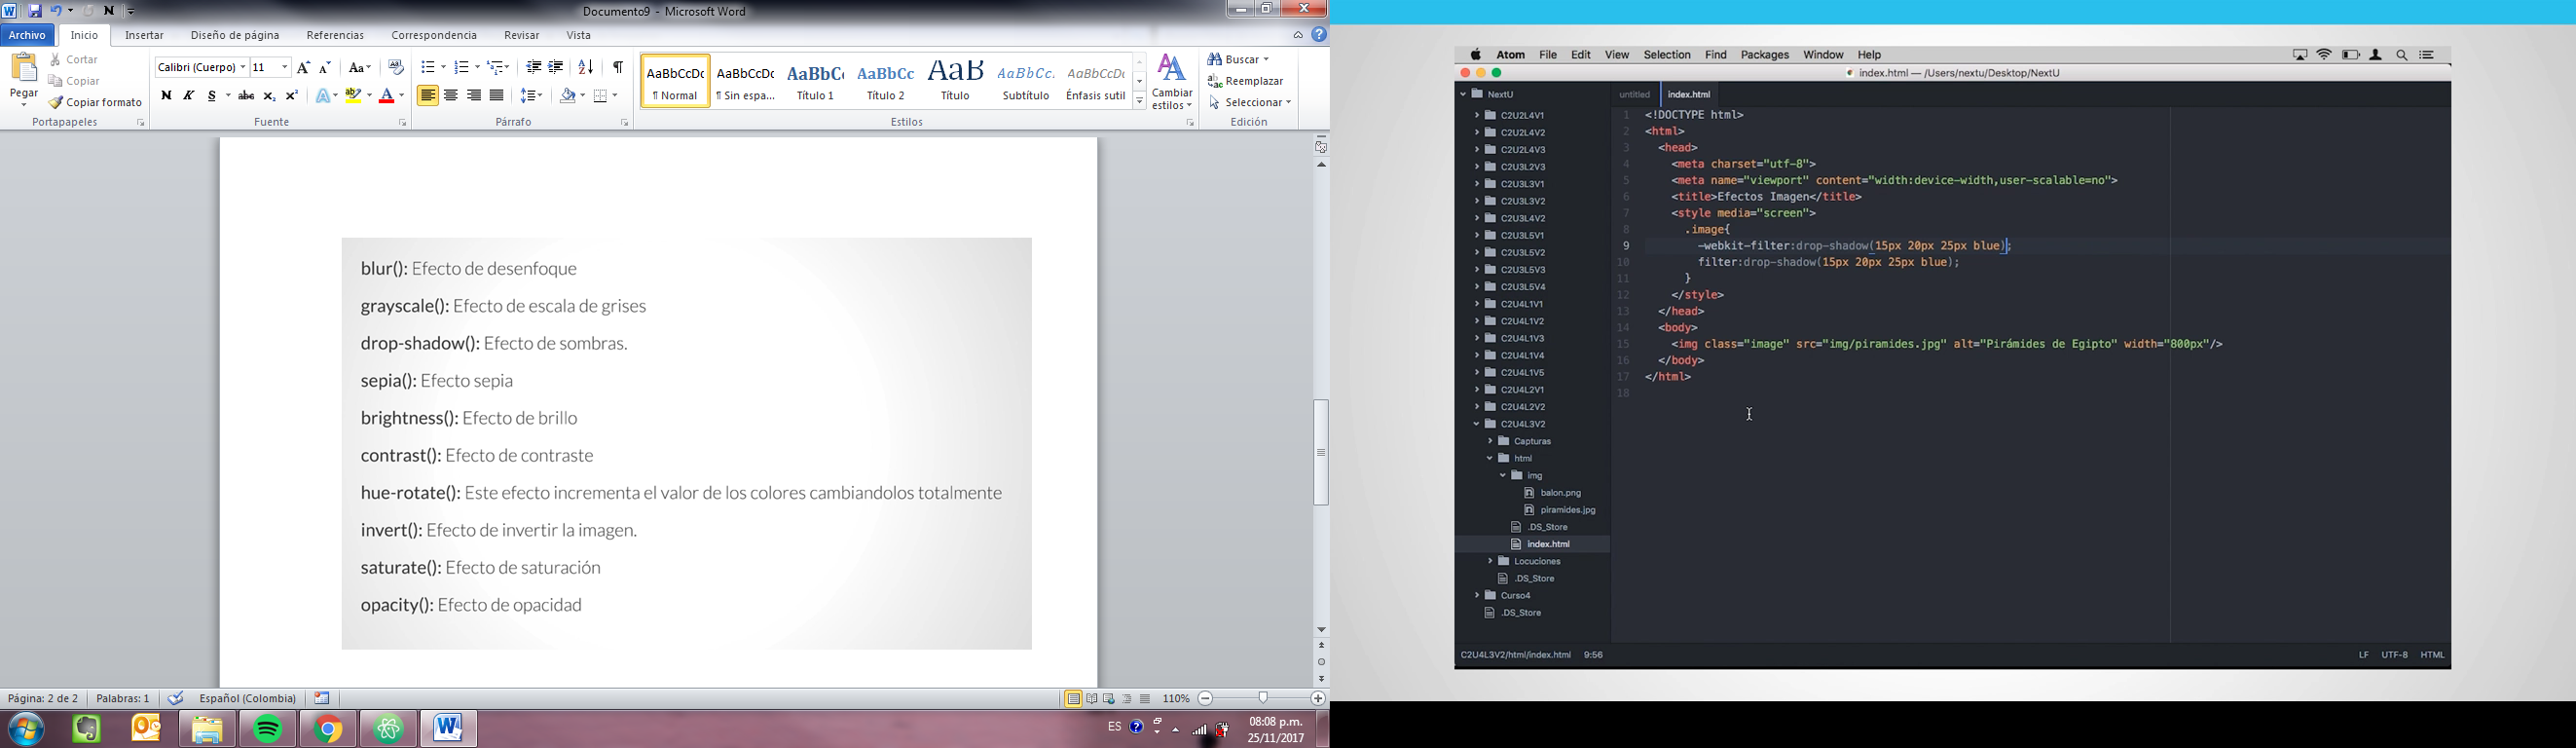 Documento9 - Microsoft Word
Archivo Inicio Insertar Diseño de página Referencias Correspondencia Revisar Vista
Pegar
Cortar
Copiar
Copiar formato
Portapapeles
Calibri (Cuerpo) 11
Fuente
Párrafo
AaBbCcDc AaBbCcDc AaBbC( AaBbCc AaB AaBbCc. AaBbCcDt
¶ Normal ¶ Sin espa... Título 1 Título 2 Título Subtítulo Énfasis sutil
Cambiar estilos
Estilos
Buscar
Reemplazar
Seleccionar
Edición
blur(): Efecto de desenfoque
grayscale(): Efecto de escala de grises
drop-shadow(): Efecto de sombras.
sepia(): Efecto sepia
brightness(): Efecto de brillo
contrast(): Efecto de contraste
hue-rotate(): Este efecto incrementa el valor de los colores cambiandolos totalmente
invert(): Efecto de invertir la imagen.
saturate(): Efecto de saturación
opacity(): Efecto de opacidad
Página: 2 de 2 Palabras: 1 Español (Colombia) 110%
ES 08:08 p.m.
25/11/2017
Atom File Edit View Selection Find Packages Window Help
index.html — /Users/nextu/Desktop/NextU
NextU
C2U2L4V1
C2U2L4V2
C2U2L4V3
C2U3L2V3
C2U3L3V1
C2U3L3V2
C2U3L4V2
C2U3L5V1
C2U3L5V2
C2U3L5V3
C2U3L5V4
C2U4L1V1
C2U4L1V2
C2U4L1V3
C2U4L1V4
C2U4L1V5
C2U4L2V1
C2U4L2V2
C2U4L3V2
Capturas
html
img
balon.png
piramides.jpg
.DS_Store
index.html
Locuciones
.DS_Store
Curso4
.DS_Store
untitled index.html
1 <!DOCTYPE html>
2 <html>
3 <head>
4 <meta charset="utf-8">
5 <meta name="viewport" content="width:device-width,user-scalable=no">
6 <title>Efectos Imagen</title>
7 <style media="screen">
8 .image{
9 -webkit-filter:drop-shadow(15px 20px 25px blue);
10 filter:drop-shadow(15px 20px 25px blue);
11 }
12 </style>
13 </head>
14 <body>
15 <img class="image" src="img/piramides.jpg" alt="Pirámides de Egipto" width="800px"/>
16 </body>
17 </html>
18
C2U4L3V2/html/index.html 9:56 LF UTF-8 HTML